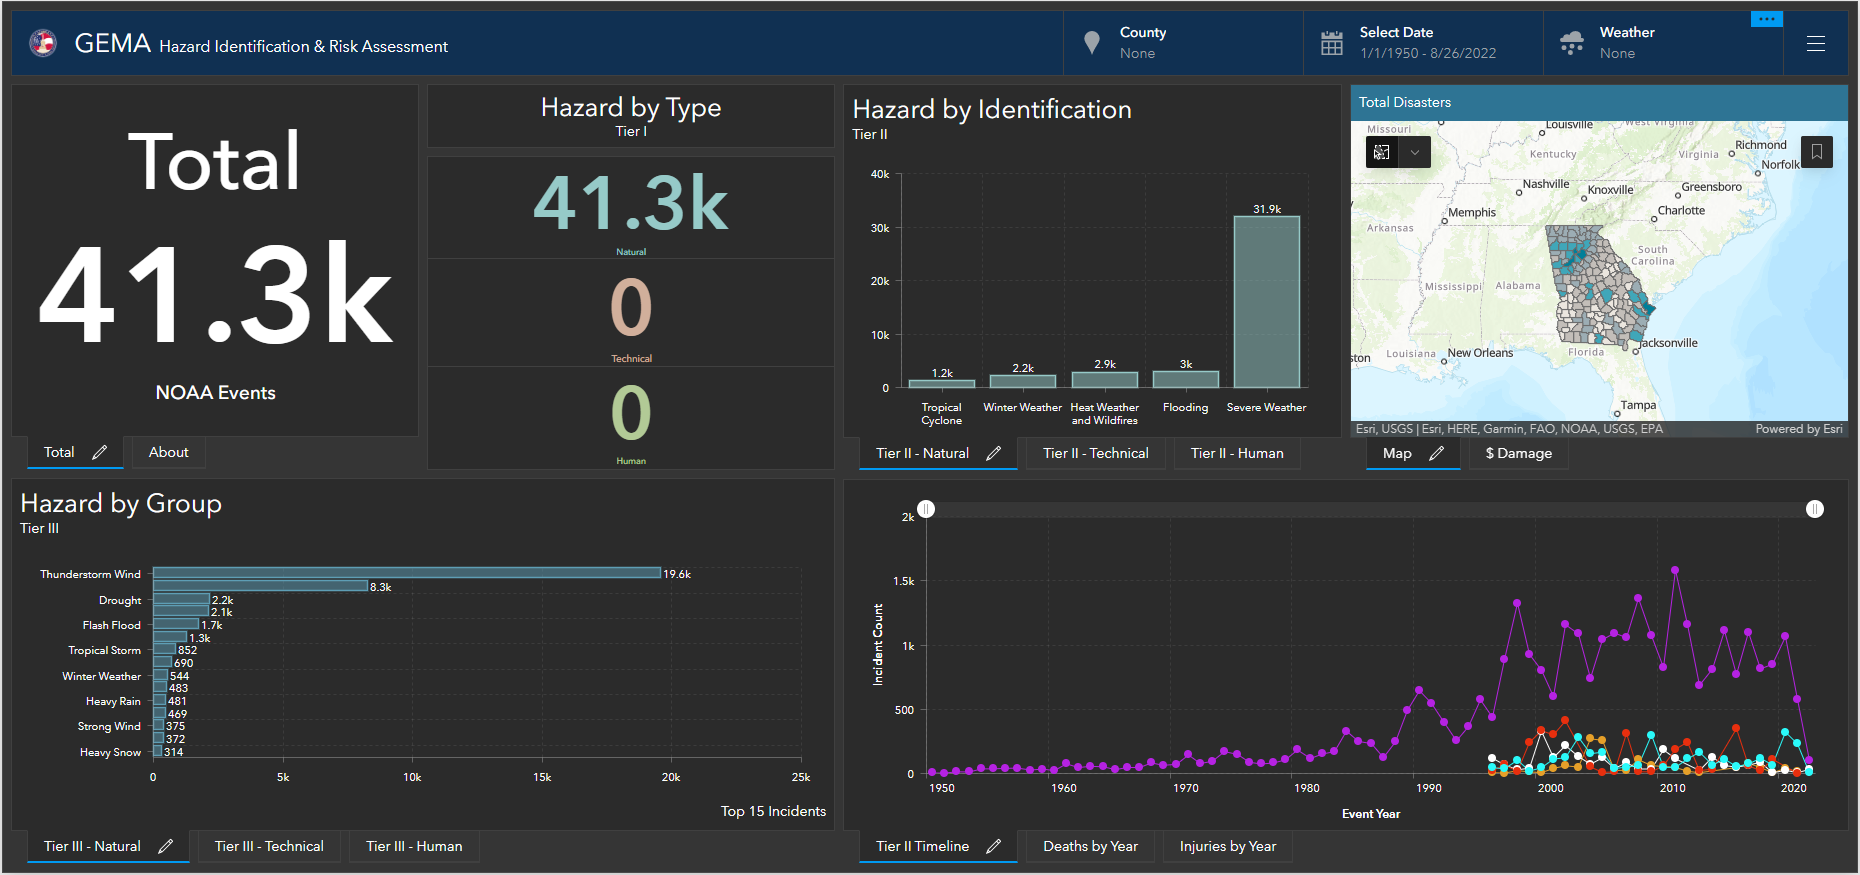 GEMA Hazard Identification & Risk Assessment
County
None
Select Date
1/1/1950 - 8/26/2022
Weather
None
Total
41.3k
NOAA Events
Total
About
Hazard by Type
Tier I
41.3k
Natural
0
Technical
0
Human
Hazard by Identification
Tier II
40k
30k
20k
10k
0
1.2k
2.2k
2.9k
3k
31.9k
Tropical
Cyclone
Winter Weather
Heat Weather
and Wildfires
Flooding
Severe Weather
Tier II - Natural
Tier II - Technical
Tier II - Human
Total Disasters
Missouri
Louisville
West Virginia
Kentucky
Virginia
Richmond
Norfolk
Nashville
Knoxville
Greensboro
Memphis
Charlotte
Arkansas
South
Carolina
Mississippi
Alabama
Louisiana
New Orleans
Florida
Jacksonville
ston
Tampa
Esri, USGS | Esri, HERE, Garmin, FAO, NOAA, USGS, EPA
Powered by Esri
Map
$ Damage
Hazard by Group
Tier III
Thunderstorm Wind
19.6k
8.3k
Drought
2.2k
2.1k
Flash Flood
1.7k
1.3k
Tropical Storm
852
690
Winter Weather
544
483
Heavy Rain
481
469
Strong Wind
375
372
Heavy Snow
314
0
5k
10k
15k
20k
25k
Top 15 Incidents
Tier III - Natural
Tier III - Technical
Tier III - Human
Incident Count
2k
1.5k
1k
500
0
1950
1960
1970
1980
1990
2000
2010
2020
Event Year
Tier II Timeline
Deaths by Year
Injuries by Year